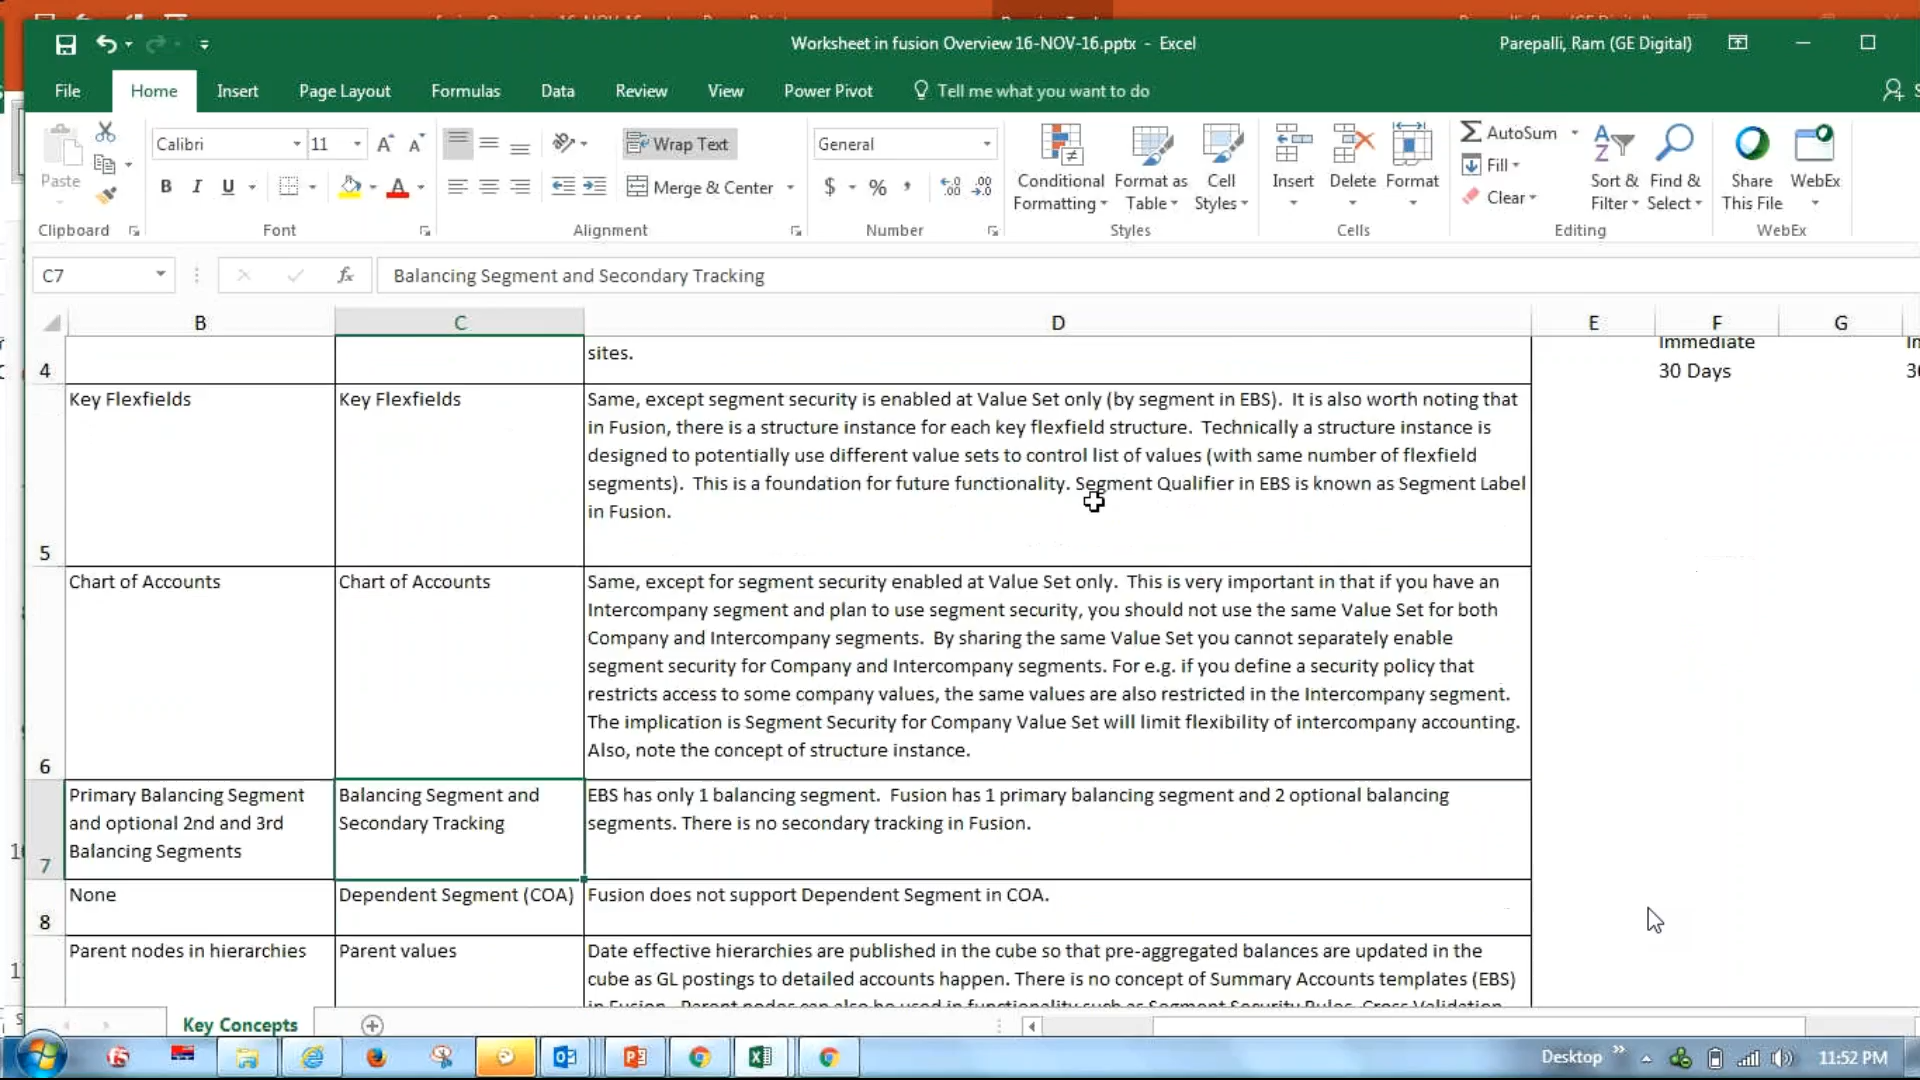 Worksheet in fusion Overview 16-NOV-16.pptx - Excel
Parepalli, Ram (GE Digital)
File
Home
Insert
Page Layout
Formulas
Data
Review
View
Power Pivot
Tell me what you want to do
Paste
Calibri
11
B I U
Wrap Text
Merge & Center
General
$ % ,
Conditional
Formatting
Format as
Table
Cell
Styles
Insert
Delete
Format
AutoSum
Fill
Clear
Sort &
Filter
Find &
Select
Share
This File
WebEx
Clipboard
Font
Alignment
Number
Styles
Cells
Editing
WebEx
C7
fx
Balancing Segment and Secondary Tracking
B C D E F G
4
sites.
Immediate
30 Days
5
Key Flexfields
Key Flexfields
Same, except segment security is enabled at Value Set only (by segment in EBS). It is also worth noting that
in Fusion, there is a structure instance for each key flexfield structure. Technically a structure instance is
designed to potentially use different value sets to control list of values (with same number of flexfield
segments). This is a foundation for future functionality. Segment Qualifier in EBS is known as Segment Label
in Fusion.
6
Chart of Accounts
Chart of Accounts
Same, except for segment security enabled at Value Set only. This is very important in that if you have an
Intercompany segment and plan to use segment security, you should not use the same Value Set for both
Company and Intercompany segments. By sharing the same Value Set you cannot separately enable
segment security for Company and Intercompany segments. For e.g. if you define a security policy that
restricts access to some company values, the same values are also restricted in the Intercompany segment.
The implication is Segment Security for Company Value Set will limit flexibility of intercompany accounting.
Also, note the concept of structure instance.
7
Primary Balancing Segment
and optional 2nd and 3rd
Balancing Segments
Balancing Segment and
Secondary Tracking
EBS has only 1 balancing segment. Fusion has 1 primary balancing segment and 2 optional balancing
segments. There is no secondary tracking in Fusion.
8
None
Dependent Segment (COA)
Fusion does not support Dependent Segment in COA.
Parent nodes in hierarchies
Parent values
Date effective hierarchies are published in the cube so that pre-aggregated balances are updated in the
cube as GL postings to detailed accounts happen. There is no concept of Summary Accounts templates (EBS)
in Fusion. Parent nodes can also be used in functionality such as Segment Security Rules, Cross Validation
Key Concepts
Desktop
11:52 PM